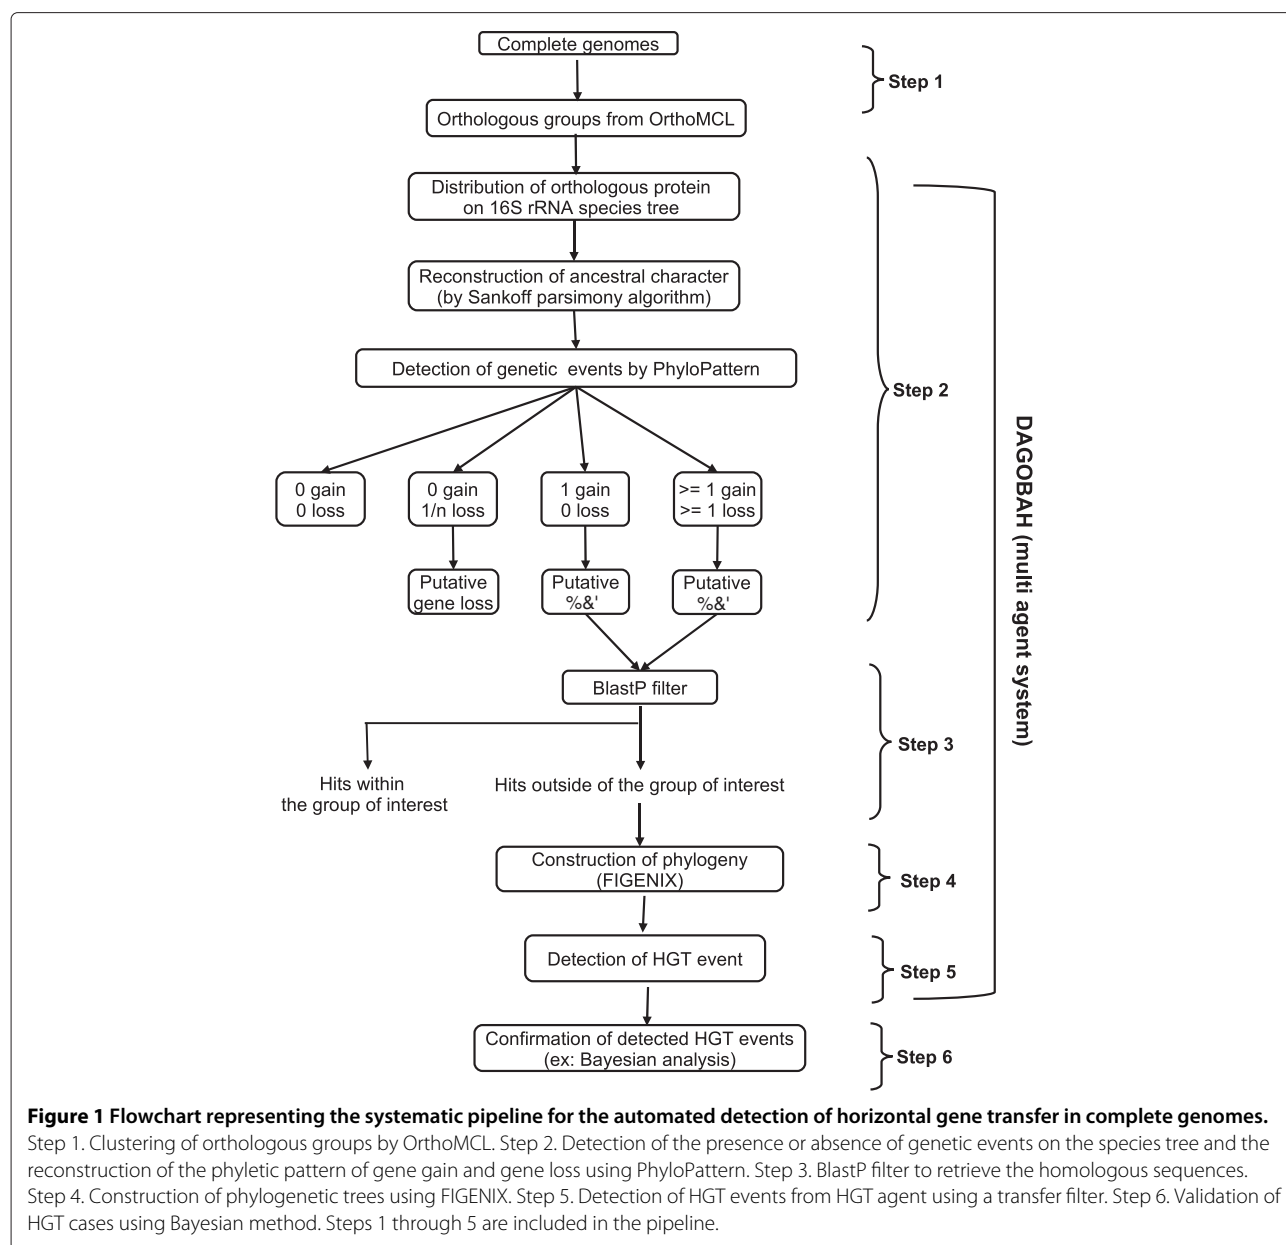 Complete genomes
Step 1
Orthologous groups from OrthoMCL
Distribution of orthologous protein
on 16S rRNA species tree
Reconstruction of ancestral character
(by Sankoff parsimony algorithm)
Detection of genetic events by PhyloPattern
Step 2
0 gain
0 loss
0 gain
1/n loss
1 gain
0 loss
>= 1 gain
>= 1 loss
Putative
gene loss
Putative
%&'
Putative
%&'
DAGOBAH (multi agent system)
BlastP filter
Step 3
Hits within
the group of interest
Hits outside of the group of interest
Construction of phylogeny
(FIGENIX)
Step 4
Detection of HGT event
Step 5
Confirmation of detected HGT events
(ex: Bayesian analysis)
Step 6
Figure 1 Flowchart representing the systematic pipeline for the automated detection of horizontal gene transfer in complete genomes.
Step 1. Clustering of orthologous groups by OrthoMCL. Step 2. Detection of the presence or absence of genetic events on the species tree and the
reconstruction of the phyletic pattern of gene gain and gene loss using PhyloPattern. Step 3. BlastP filter to retrieve the homologous sequences.
Step 4. Construction of phylogenetic trees using FIGENIX. Step 5. Detection of HGT events from HGT agent using a transfer filter. Step 6. Validation of
HGT cases using Bayesian method. Steps 1 through 5 are included in the pipeline.